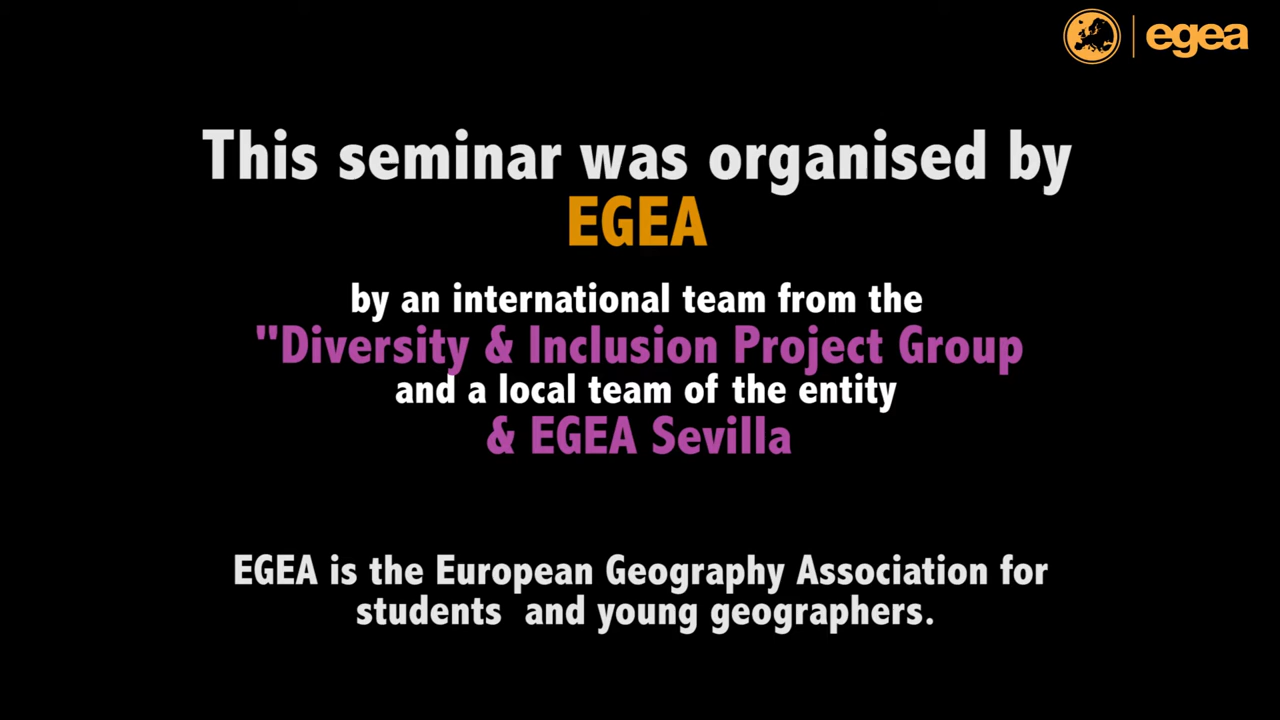 egea
This seminar was organised by
EGEA
by an international team from the
"Diversity & Inclusion Project Group
and a local team of the entity
& EGEA Sevilla
EGEA is the European Geography Association for
students and young geographers.